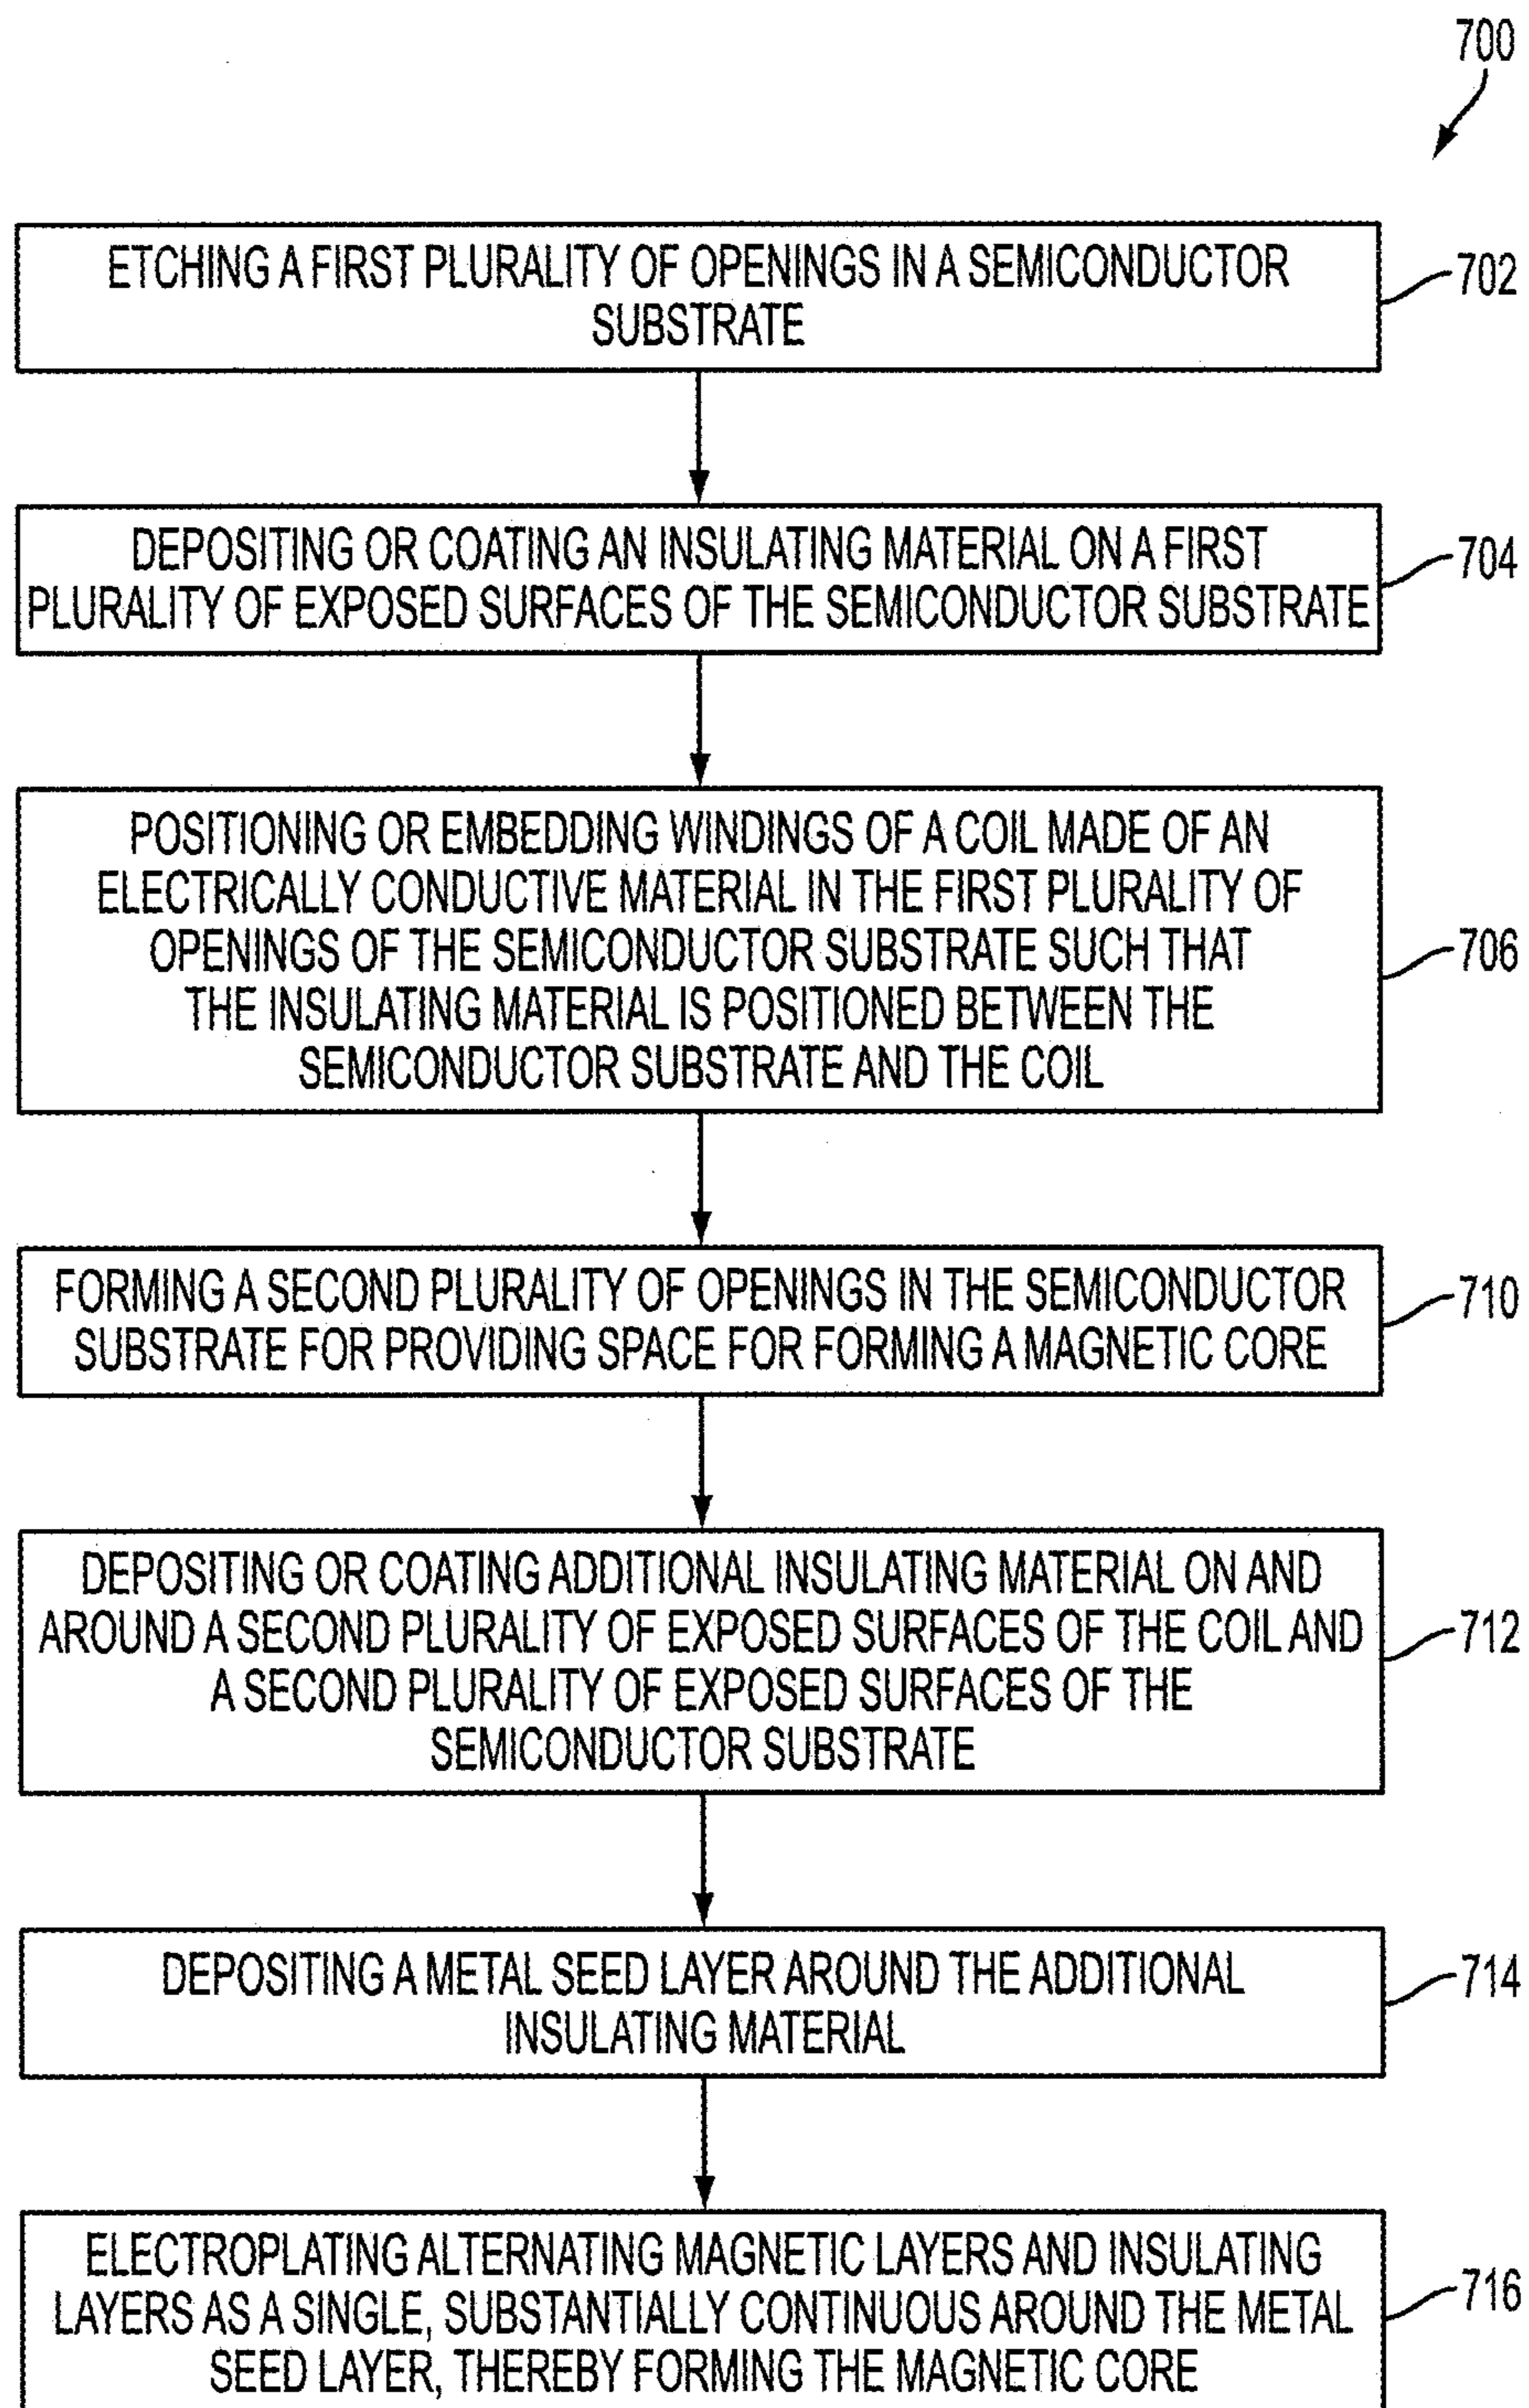 700
ETCHING A FIRST PLURALITY OF OPENINGS IN A SEMICONDUCTOR
SUBSTRATE
702
DEPOSITING OR COATING AN INSULATING MATERIAL ON A FIRST
PLURALITY OF EXPOSED SURFACES OF THE SEMICONDUCTOR SUBSTRATE
704
POSITIONING OR EMBEDDING WINDINGS OF A COIL MADE OF AN
ELECTRICALLY CONDUCTIVE MATERIAL IN THE FIRST PLURALITY OF
OPENINGS OF THE SEMICONDUCTOR SUBSTRATE SUCH THAT
THE INSULATING MATERIAL IS POSITIONED BETWEEN THE
SEMICONDUCTOR SUBSTRATE AND THE COIL
706
FORMING A SECOND PLURALITY OF OPENINGS IN THE SEMICONDUCTOR
SUBSTRATE FOR PROVIDING SPACE FOR FORMING A MAGNETIC CORE
710
DEPOSITING OR COATING ADDITIONAL INSULATING MATERIAL ON AND
AROUND A SECOND PLURALITY OF EXPOSED SURFACES OF THE COIL AND
A SECOND PLURALITY OF EXPOSED SURFACES OF THE
SEMICONDUCTOR SUBSTRATE
712
DEPOSITING A METAL SEED LAYER AROUND THE ADDITIONAL
INSULATING MATERIAL
714
ELECTROPLATING ALTERNATING MAGNETIC LAYERS AND INSULATING
LAYERS AS A SINGLE, SUBSTANTIALLY CONTINUOUS AROUND THE METAL
SEED LAYER, THEREBY FORMING THE MAGNETIC CORE
716